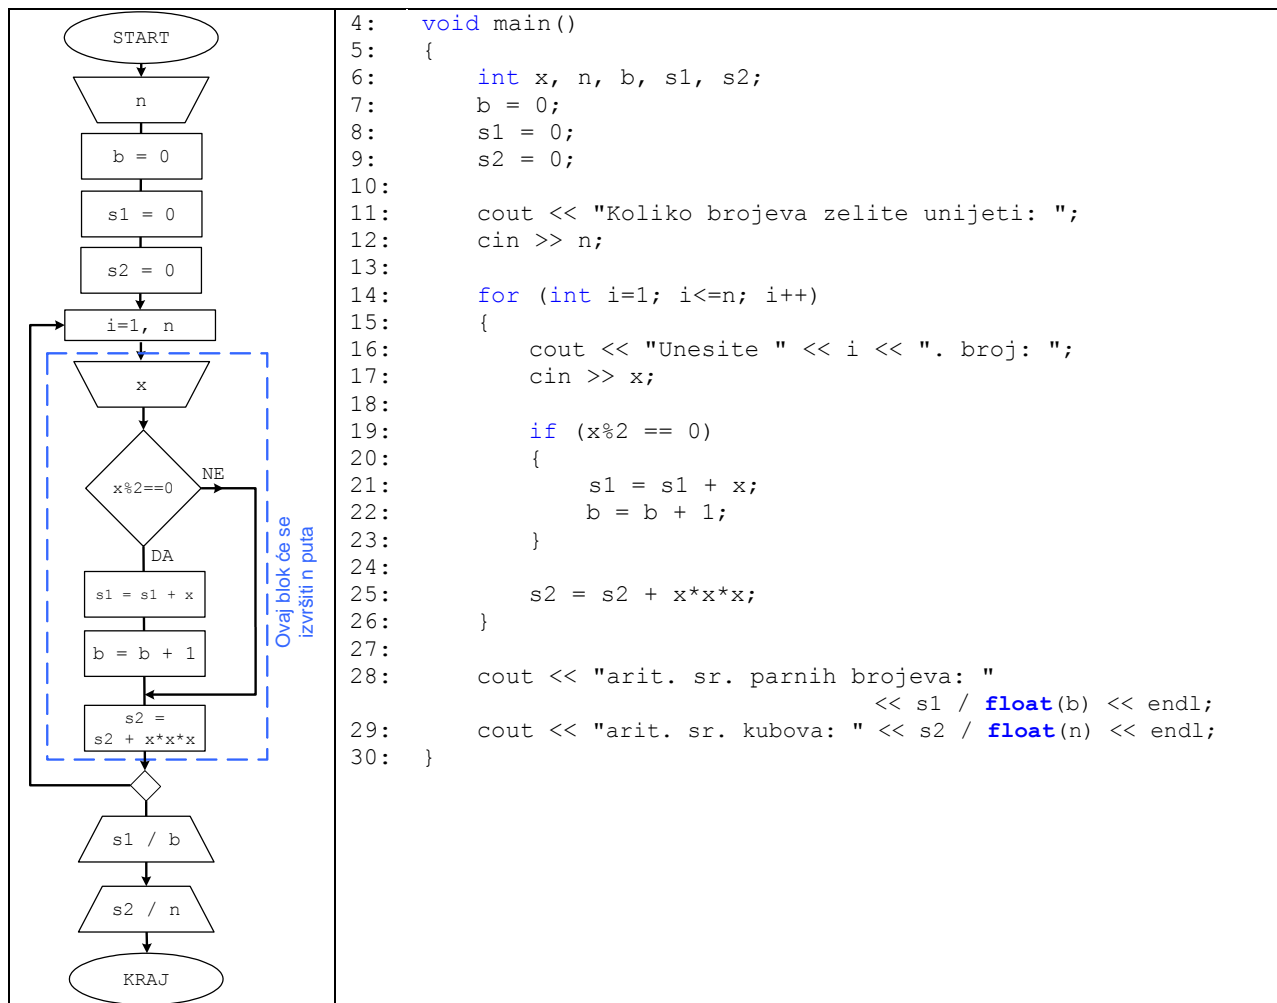 START
n
b = 0
s1 = 0
s2 = 0
i=1, n
x
x%2==0
NE
DA
s1 = s1 + x
b = b + 1
s2 =
s2 + x*x*x
Ovaj blok će se
izvršiti n puta
s1 / b
s2 / n
KRAJ
4: void main()
5: {
6: int x, n, b, s1, s2;
7: b = 0;
8: s1 = 0;
9: s2 = 0;
10:
11: cout << "Koliko brojeva zelite unijeti: ";
12: cin >> n;
13:
14: for (int i=1; i<=n; i++)
15: {
16: cout << "Unesite " << i << ". broj: ";
17: cin >> x;
18:
19: if (x%2 == 0)
20: {
21: s1 = s1 + x;
22: b = b + 1;
23: }
24:
25: s2 = s2 + x*x*x;
26: }
27:
28: cout << "arit. sr. parnih brojeva: "
<< s1 / float(b) << endl;
29: cout << "arit. sr. kubova: " << s2 / float(n) << endl;
30: }